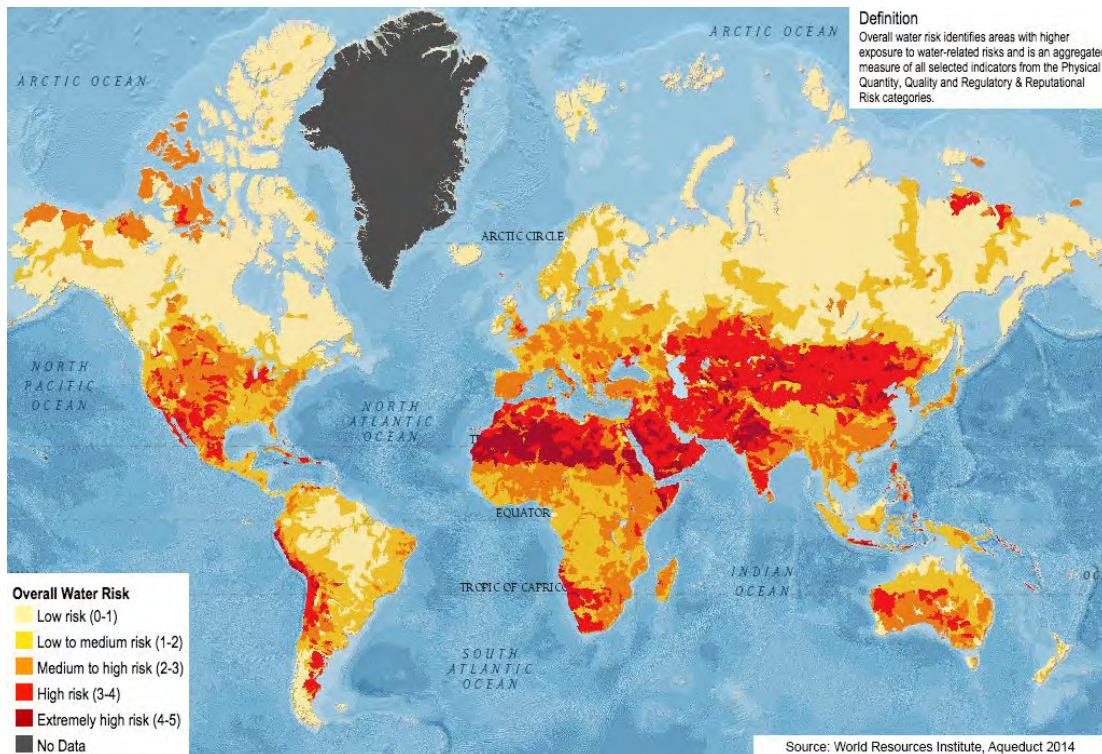 Definition
Overall water risk identifies areas with higher
exposure to water-related risks and is an aggregated
measure of all selected indicators from the Physical
Quantity, Quality and Regulatory & Reputational
Risk categories.
ARCTIC OCEAN
ARCTIC OCEAN
ARCTIC CIRCLE
NORTH
PACIFIC
OCEAN
NORTH
ATLANTIC
OCEAN
EQUATOR
TROPIC OF CAPRICO
INDIAN
OCEAN
SOUTH
ATLANTIC
OCEAN
Overall Water Risk
Low risk (0-1)
Low to medium risk (1-2)
Medium to high risk (2-3)
High risk (3-4)
Extremely high risk (4-5)
No Data
Source: World Resources Institute, Aqueduct 2014